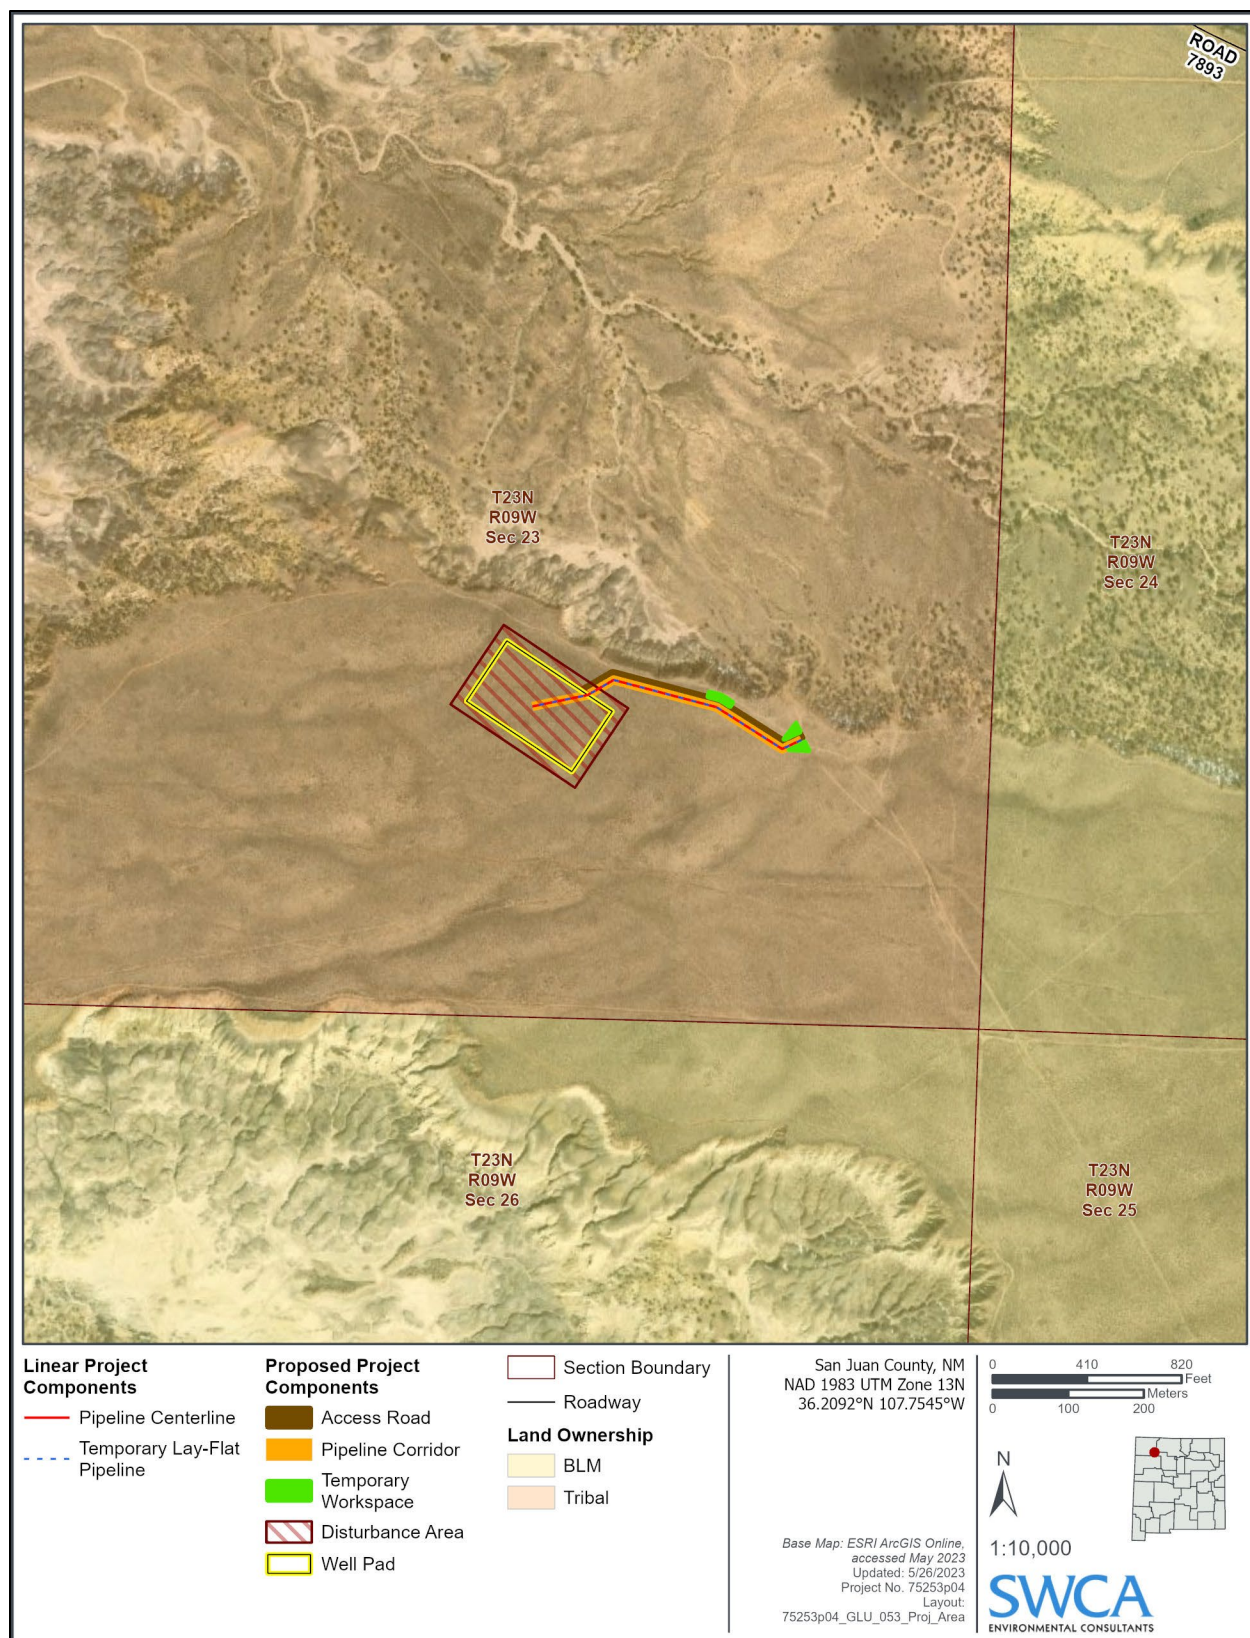 ROAD
7893
T23N
R09W
Sec 23
T23N
R09W
Sec 24
T23N
R09W
Sec 26
T23N
R09W
Sec 25
Linear Project
Components
Pipeline Centerline
Temporary Lay-Flat
Pipeline
Proposed Project
Components
Access Road
Pipeline Corridor
Temporary
Workspace
Disturbance Area
Well Pad
Section Boundary
Roadway
Land Ownership
BLM
Tribal
San Juan County, NM
NAD 1983 UTM Zone 13N
36.2092°N 107.7545°W
Base Map: ESRI ArcGIS Online,
accessed May 2023
Updated: 5/26/2023
Project No. 75253p04
Layout:
75253p04_GLU_053_Proj_Area
0 410 820
Feet
Meters
0 100 200
N
1:10,000
SWCA
ENVIRONMENTAL CONSULTANTS